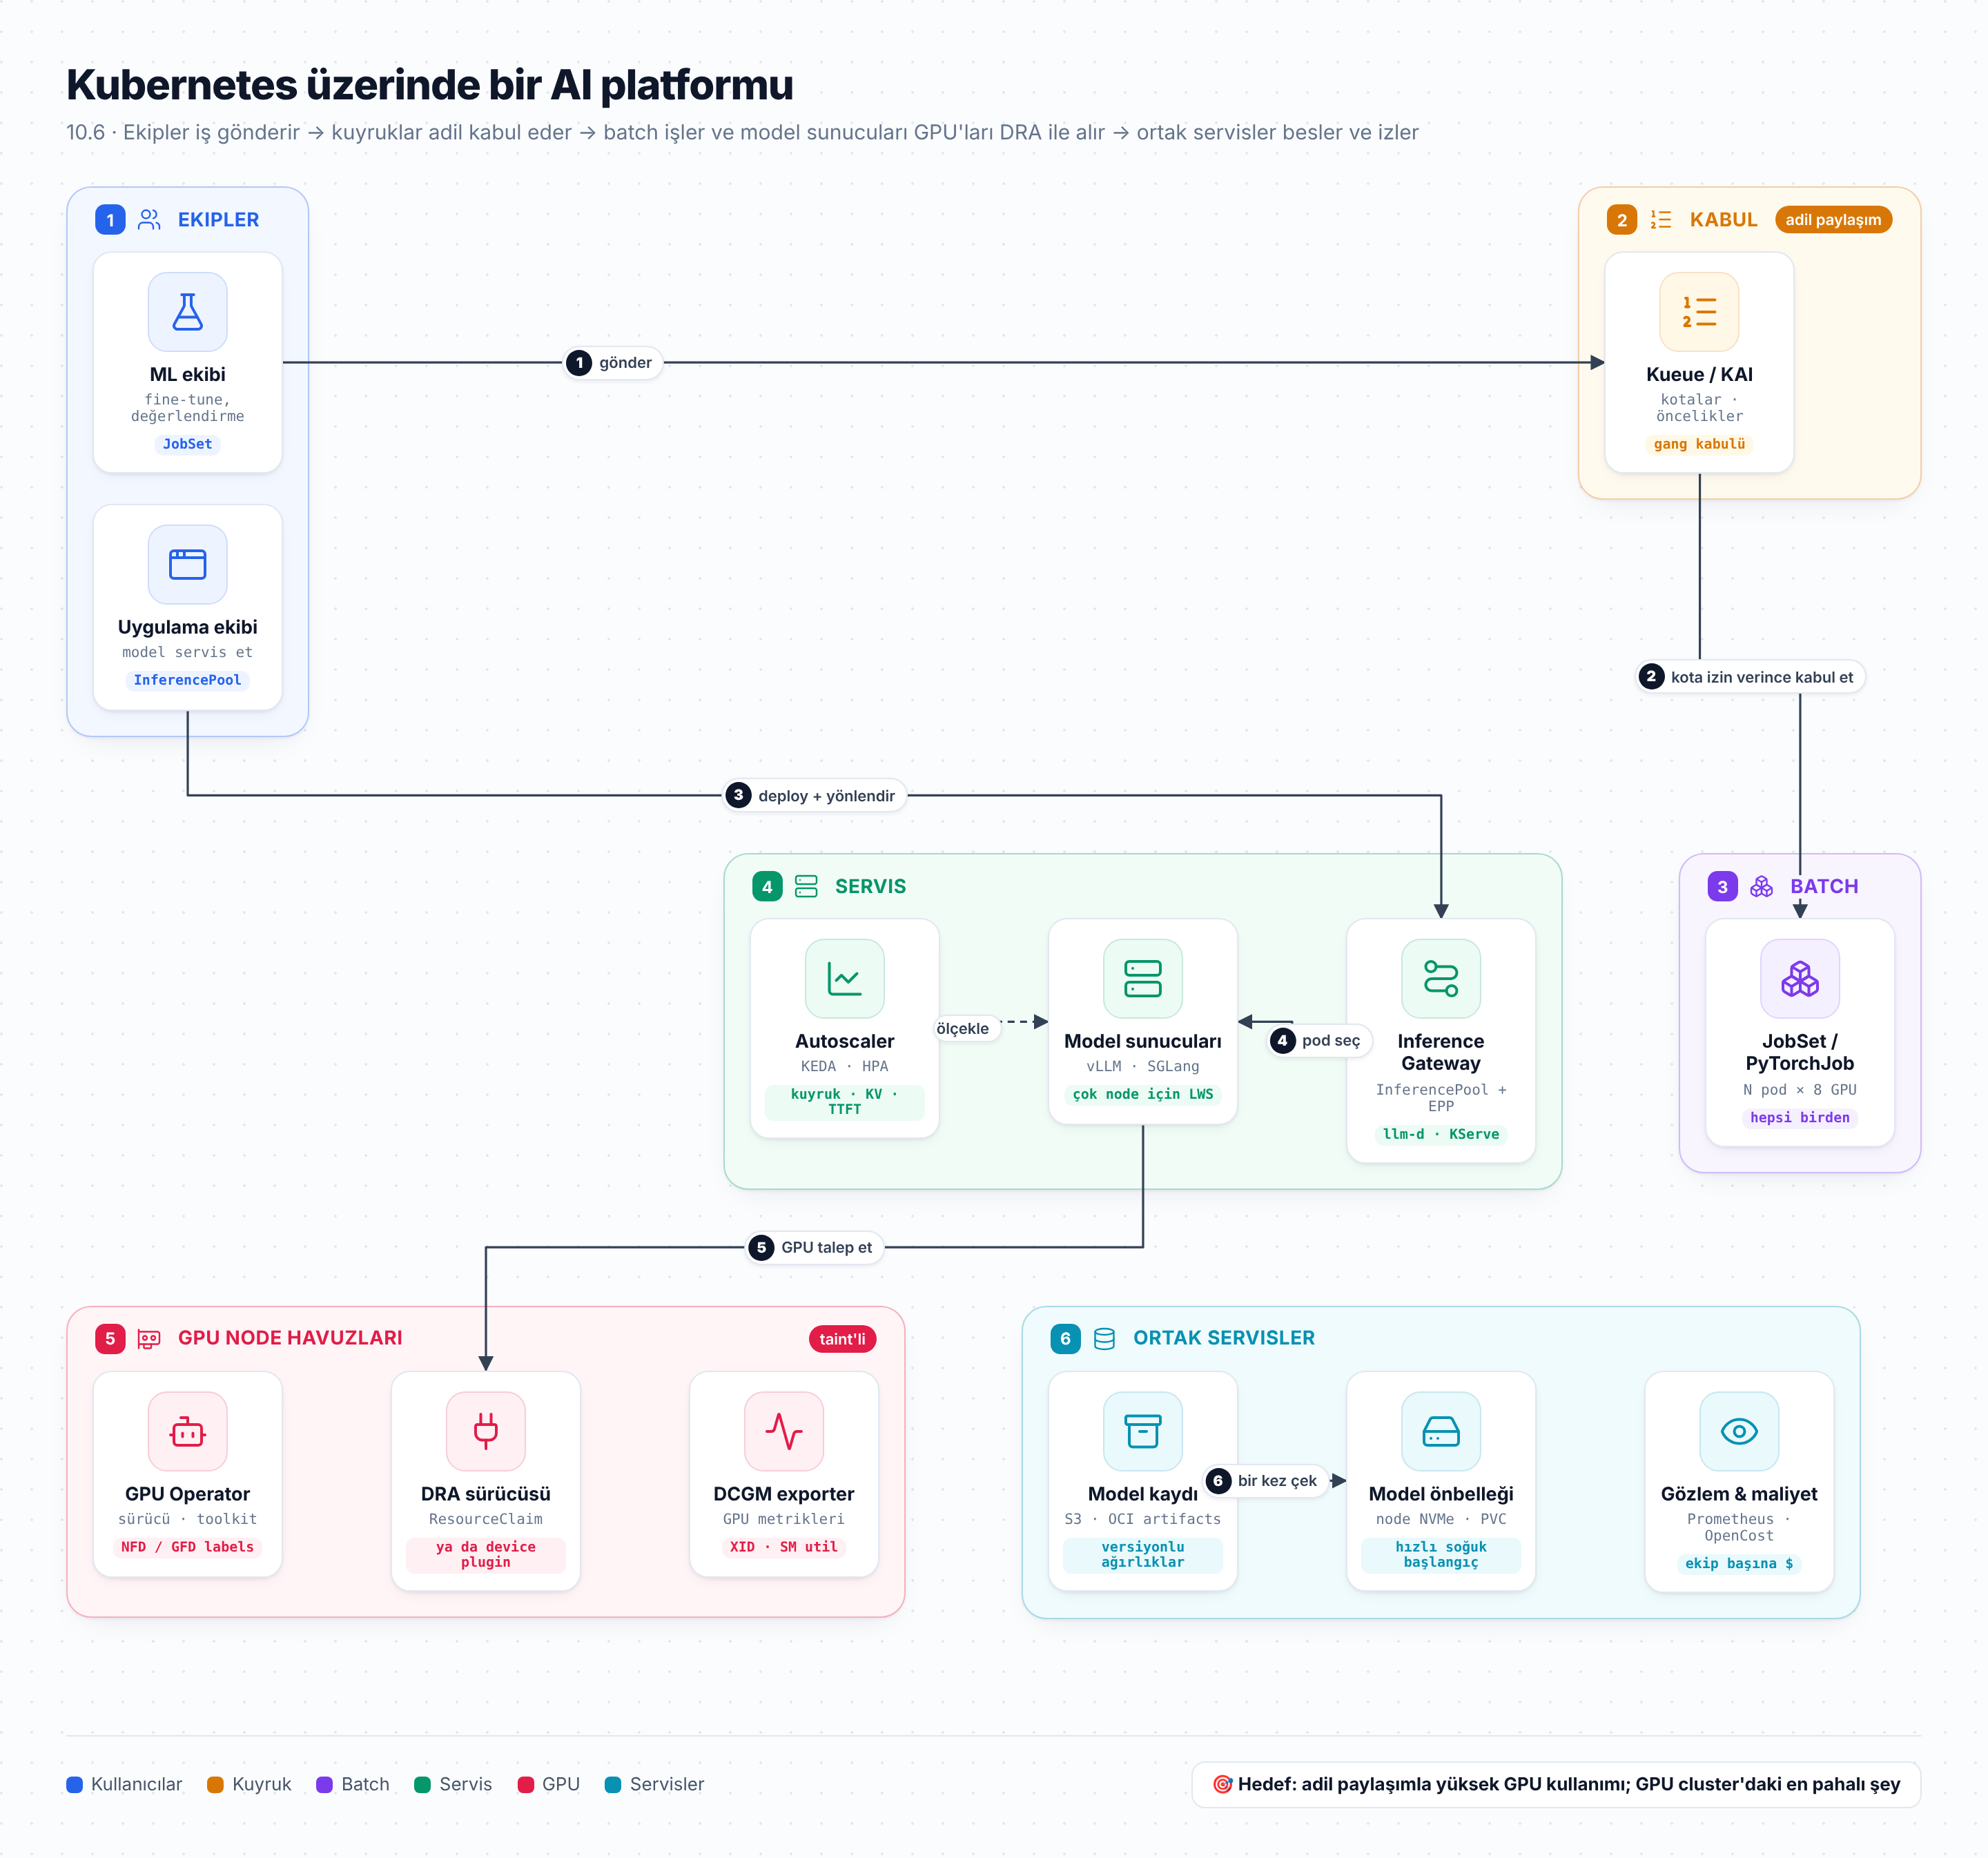 Kubernetes üzerinde bir AI platformu
10.6 · Ekipler iş gönderir → kuyruklar adil kabul eder → batch işler ve model sunucuları GPU'ları DRA ile alır → ortak servisler besler ve izler
1 EKIPLER
ML ekibi
fine-tune,
değerlendirme
JobSet
Uygulama ekibi
model servis et
InferencePool
1 gönder
2 KABUL adil paylaşım
Kueue / KAI
kotalar ·
öncelikler
gang kabulü
2 kota izin verince kabul et
3 deploy + yönlendir
4 SERVIS
Autoscaler
KEDA · HPA
kuyruk · KV ·
TTFT
ölçekle
Model sunucuları
vLLM · SGLang
çok node için LWS
4 pod seç
Inference
Gateway
InferencePool +
EPP
llm-d · KServe
3 BATCH
JobSet /
PyTorchJob
N pod × 8 GPU
hepsi birden
5 GPU talep et
5 GPU NODE HAVUZLARI taint'li
GPU Operator
sürücü · toolkit
NFD / GFD labels
DRA sürücüsü
ResourceClaim
ya da device
plugin
DCGM exporter
GPU metrikleri
XID · SM util
6 ORTAK SERVISLER
Model kaydı
S3 · OCI artifacts
versiyonlu
ağırlıklar
6 bir kez çek
Model önbelleği
node NVMe · PVC
hızlı soğuk
başlangıç
Gözlem & maliyet
Prometheus ·
OpenCost
ekip başına $
Kullanıcılar Kuyruk Batch Servis GPU Servisler
🎯 Hedef: adil paylaşımla yüksek GPU kullanımı; GPU cluster'daki en pahalı şey